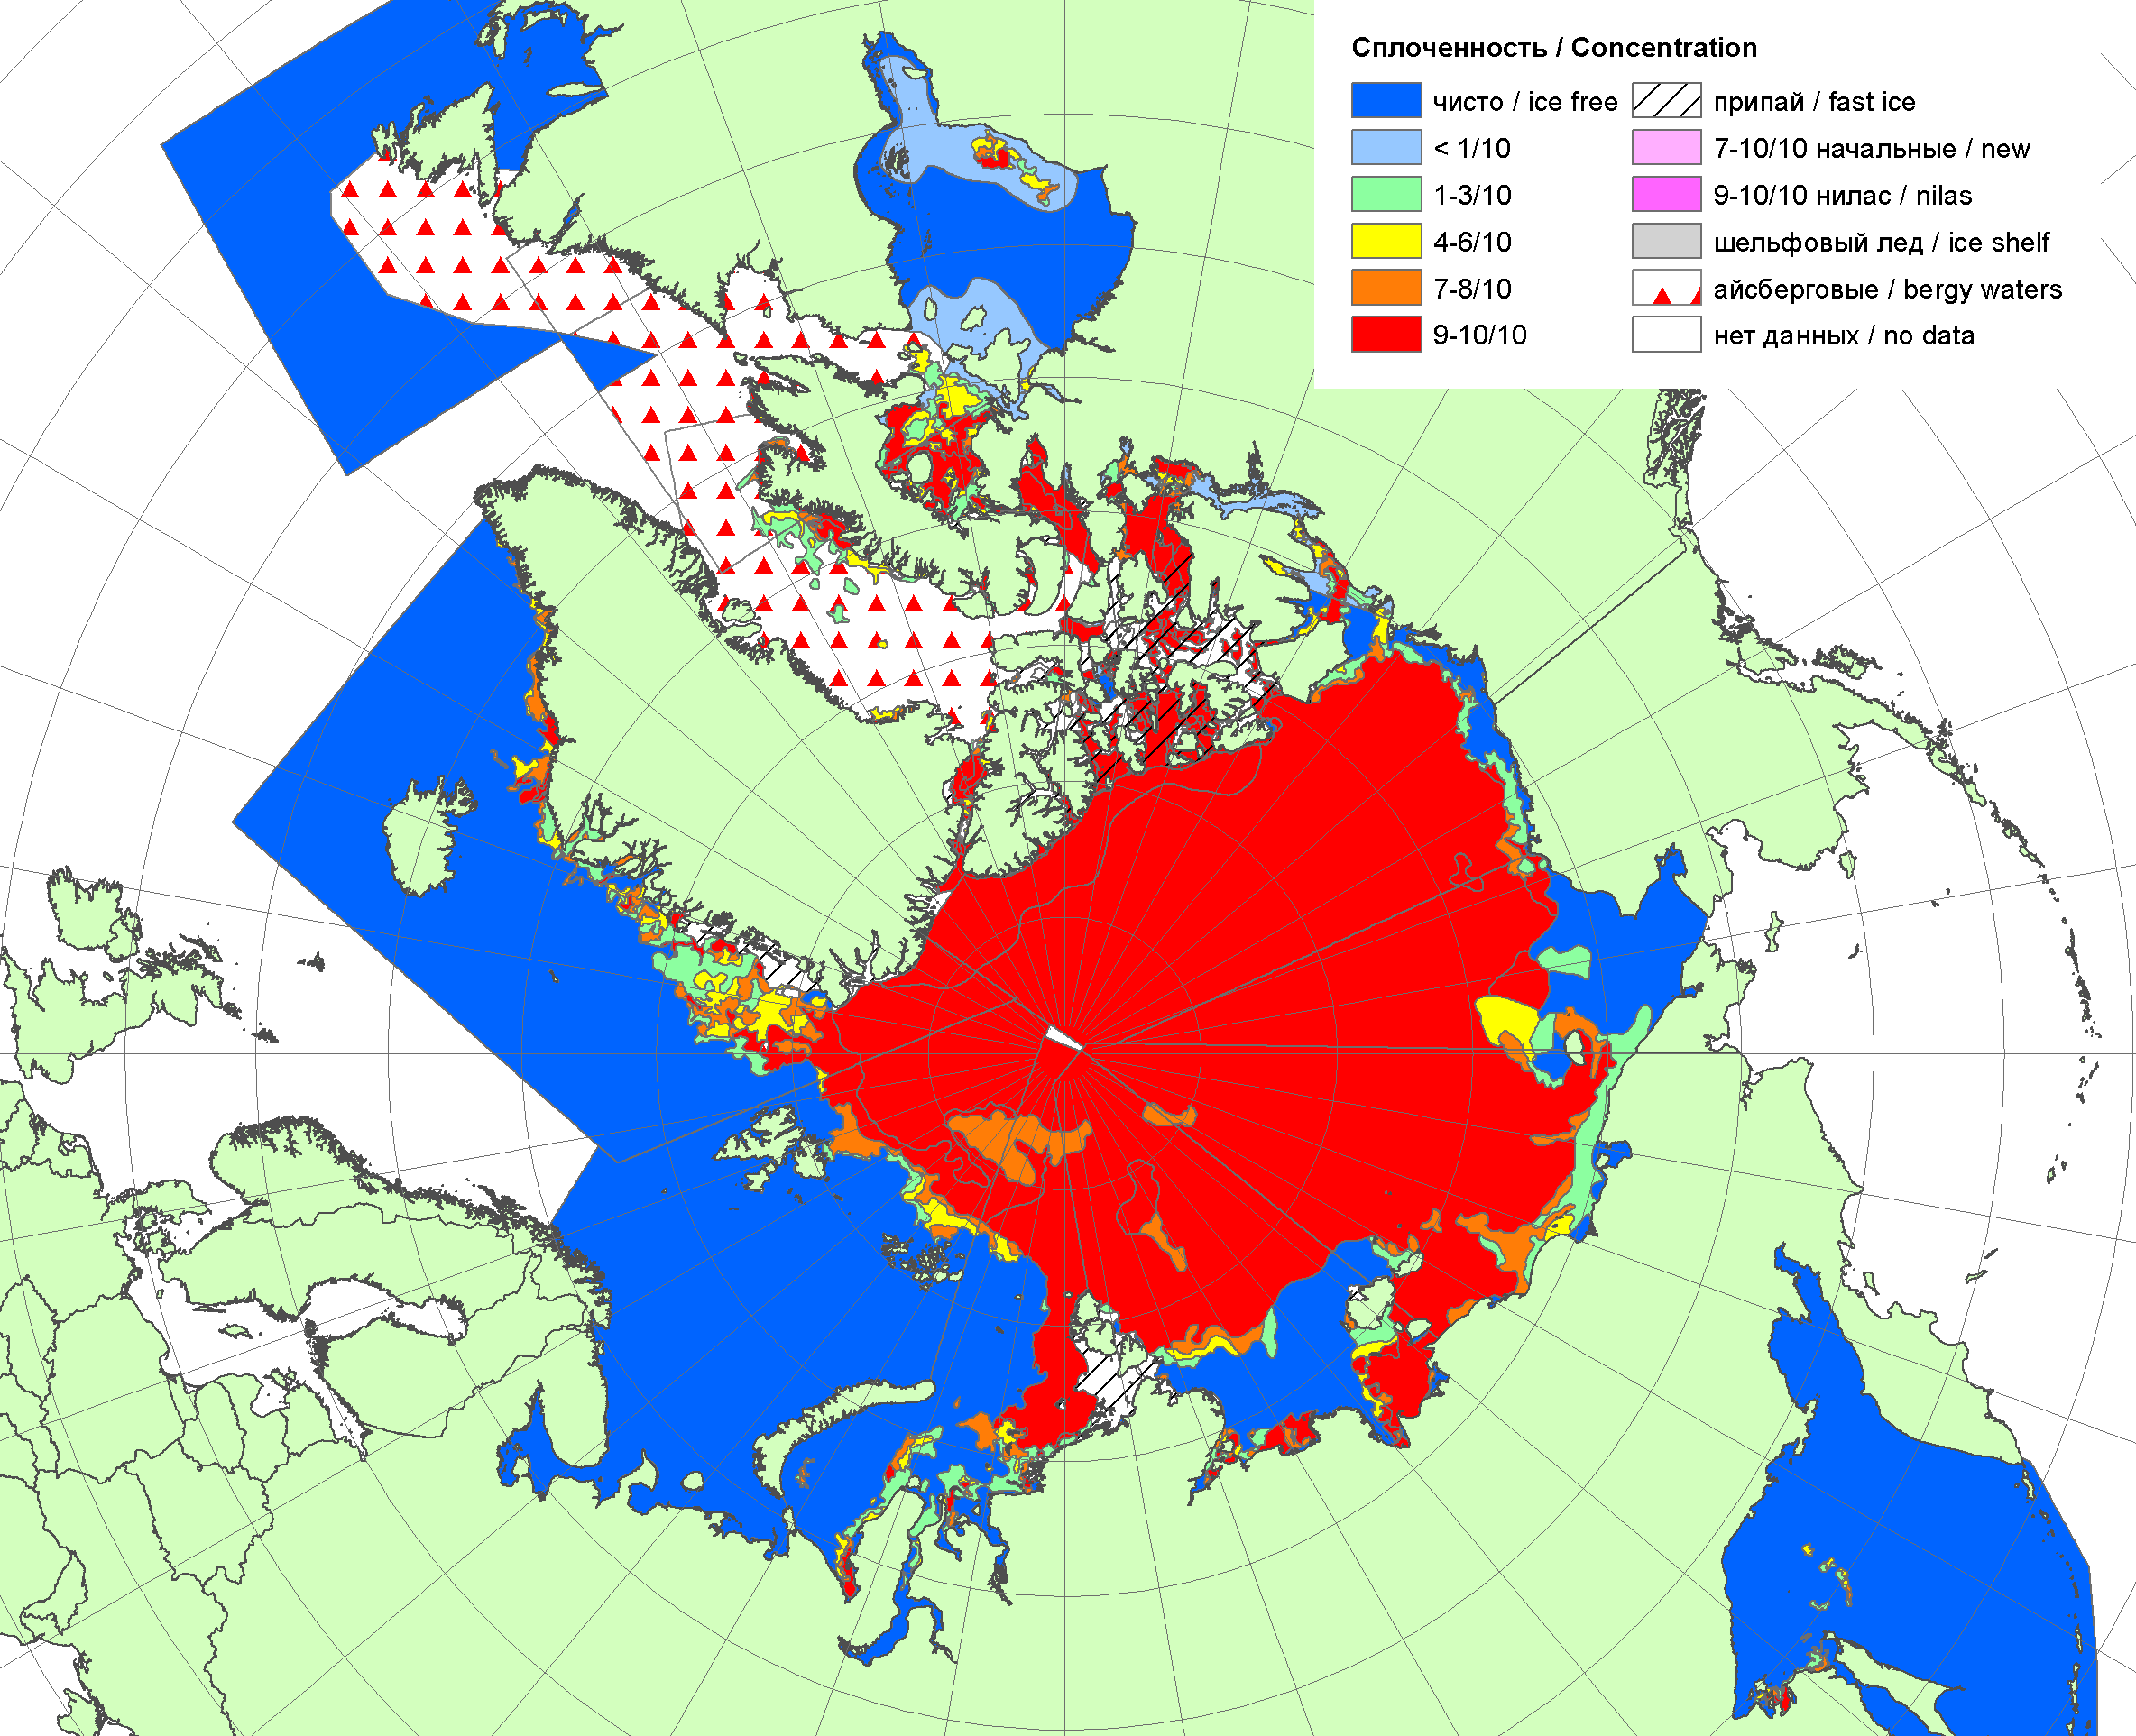 Сплоченность / Concentration
чисто / ice free
< 1/10
1-3/10
4-6/10
7-8/10
9-10/10
припай / fast ice
7-10/10 начальные / new
9-10/10 нилас / nilas
шельфовый лед / ice shelf
айсберговые / bergy waters
нет данных / no data